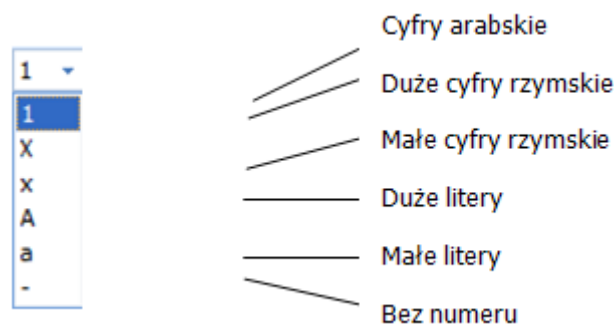 Cyfry arabskie
1
Duże cyfry rzymskie
1
X
Małe cyfry rzymskie
x
Duże litery
A
a
Małe litery
-
Bez numeru